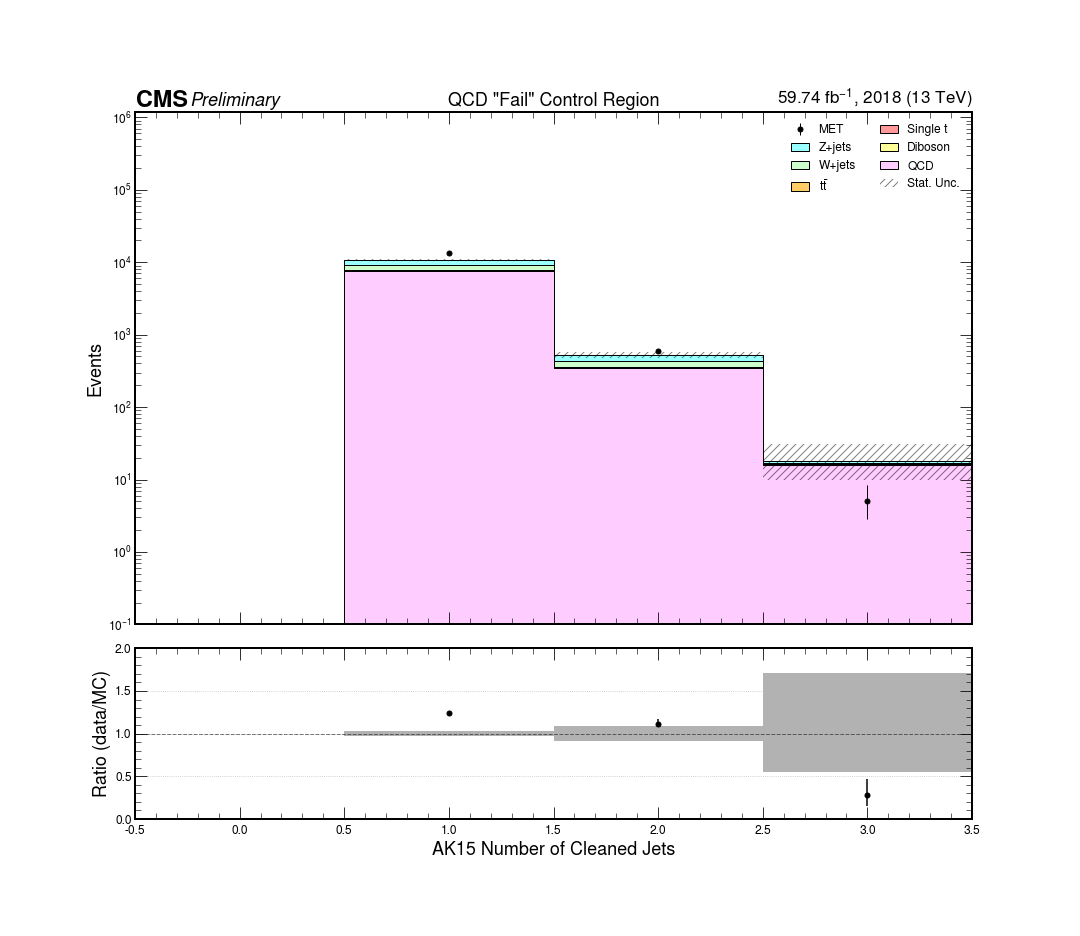 CMS Preliminary QCD "Fail" Control Region 59.74 fb⁻¹, 2018 (13 TeV)
MET Single t
Z+jets Diboson
W+jets QCD
tt̄ Stat. Unc.
10⁶
10⁵
10⁴
10³
10²
10¹
10⁰
10⁻¹
Events
2.0
1.5
1.0
0.5
0.0
Ratio (data/MC)
-0.5 0.0 0.5 1.0 1.5 2.0 2.5 3.0 3.5
AK15 Number of Cleaned Jets